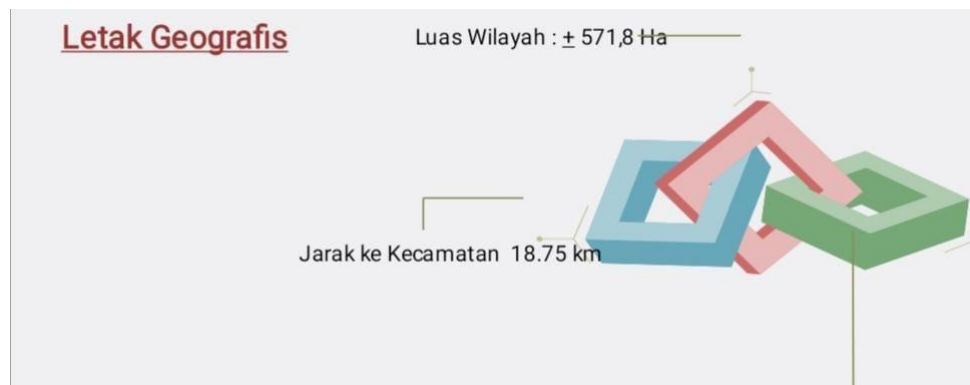 Letak Geografis
Luas Wilayah : ± 571,8 Ha
Jarak ke Kecamatan 18.75 km